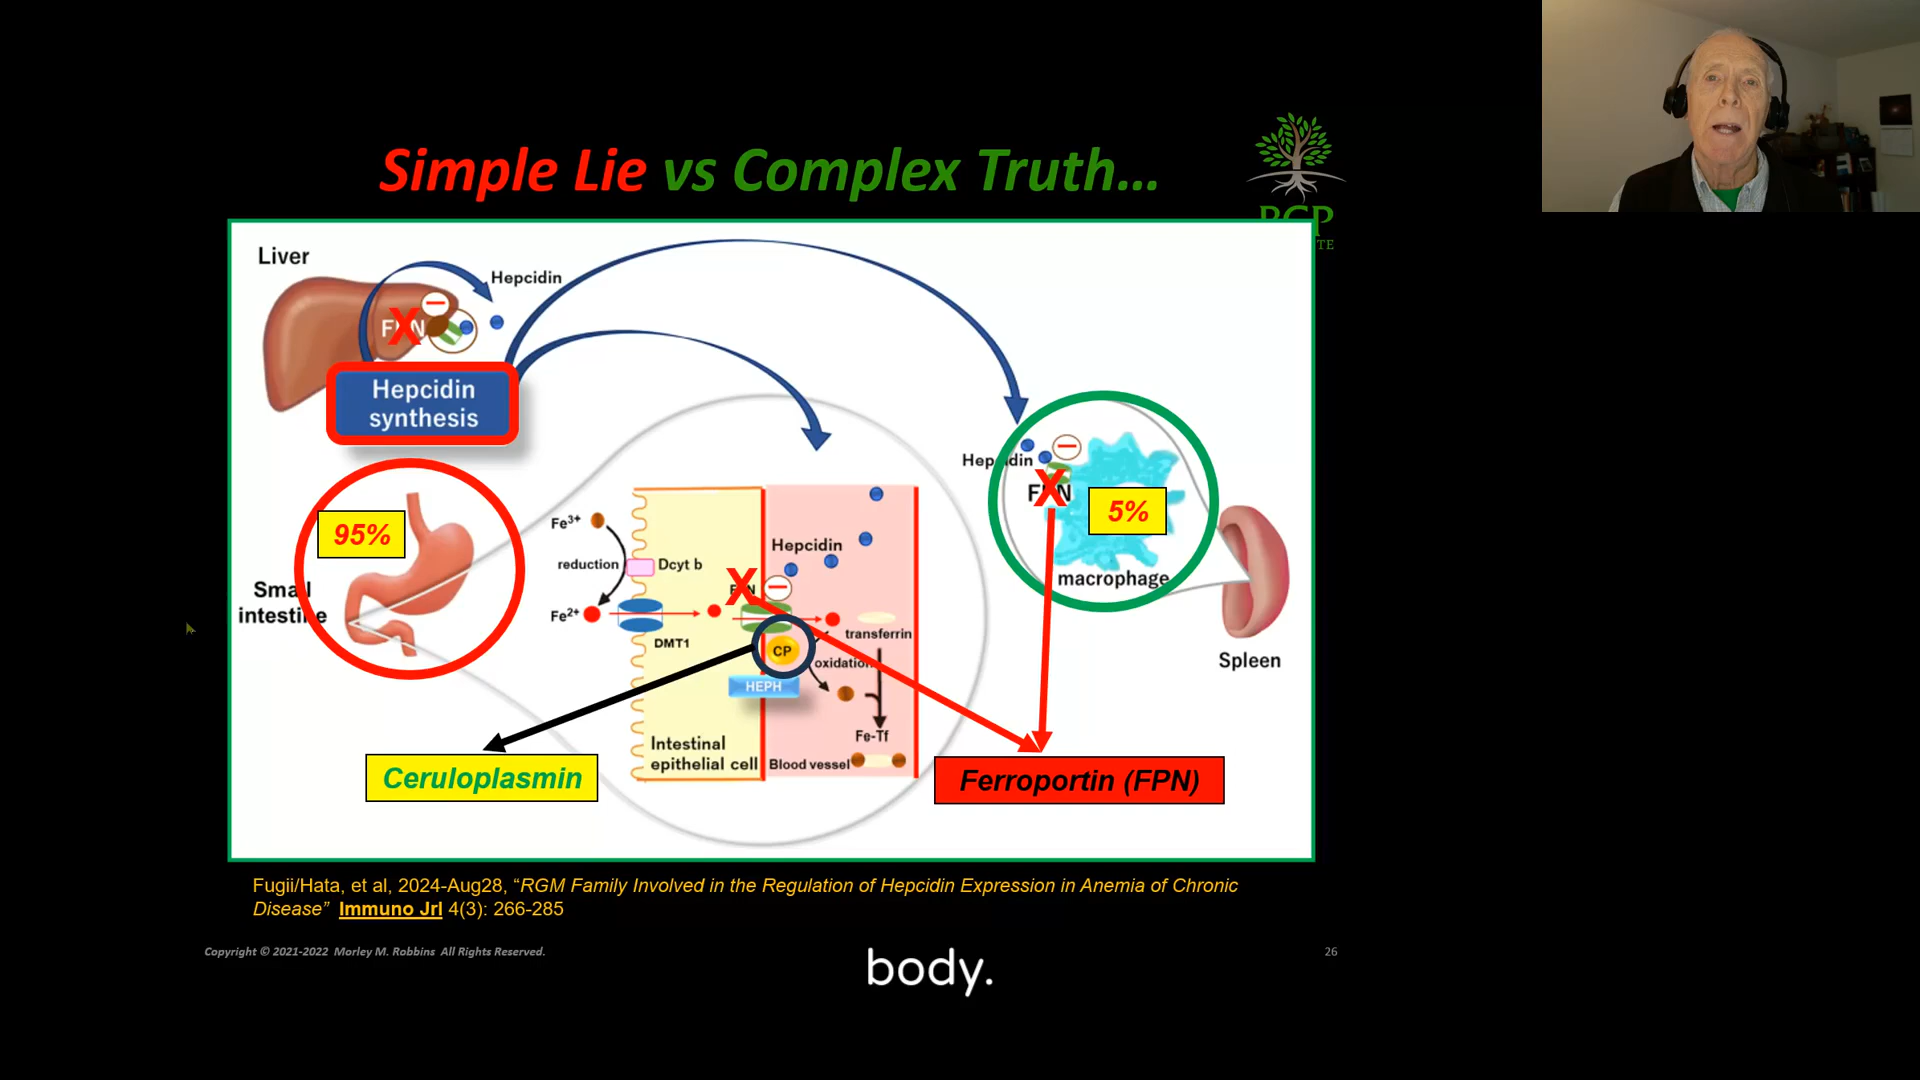 Simple Lie vs Complex Truth...
RGP
TE
Liver
Hepcidin
Hepcidin
synthesis
95%
Small
intestine
Fe3+
reduction
Dcyt b
Fe2+
DMT1
Hepcidin
transferrin
CP
oxidation
HEPH
Fe-Tf
Intestinal
epithelial cell
Blood vessel
Hepcidin
FPN
5%
macrophage
Spleen
Ceruloplasmin
Ferroportin (FPN)
Fugii/Hata, et al, 2024-Aug28, “RGM Family Involved in the Regulation of Hepcidin Expression in Anemia of Chronic
Disease” Immuno Jrl 4(3): 266-285
Copyright © 2021-2022 Morley M. Robbins All Rights Reserved.
26
body.